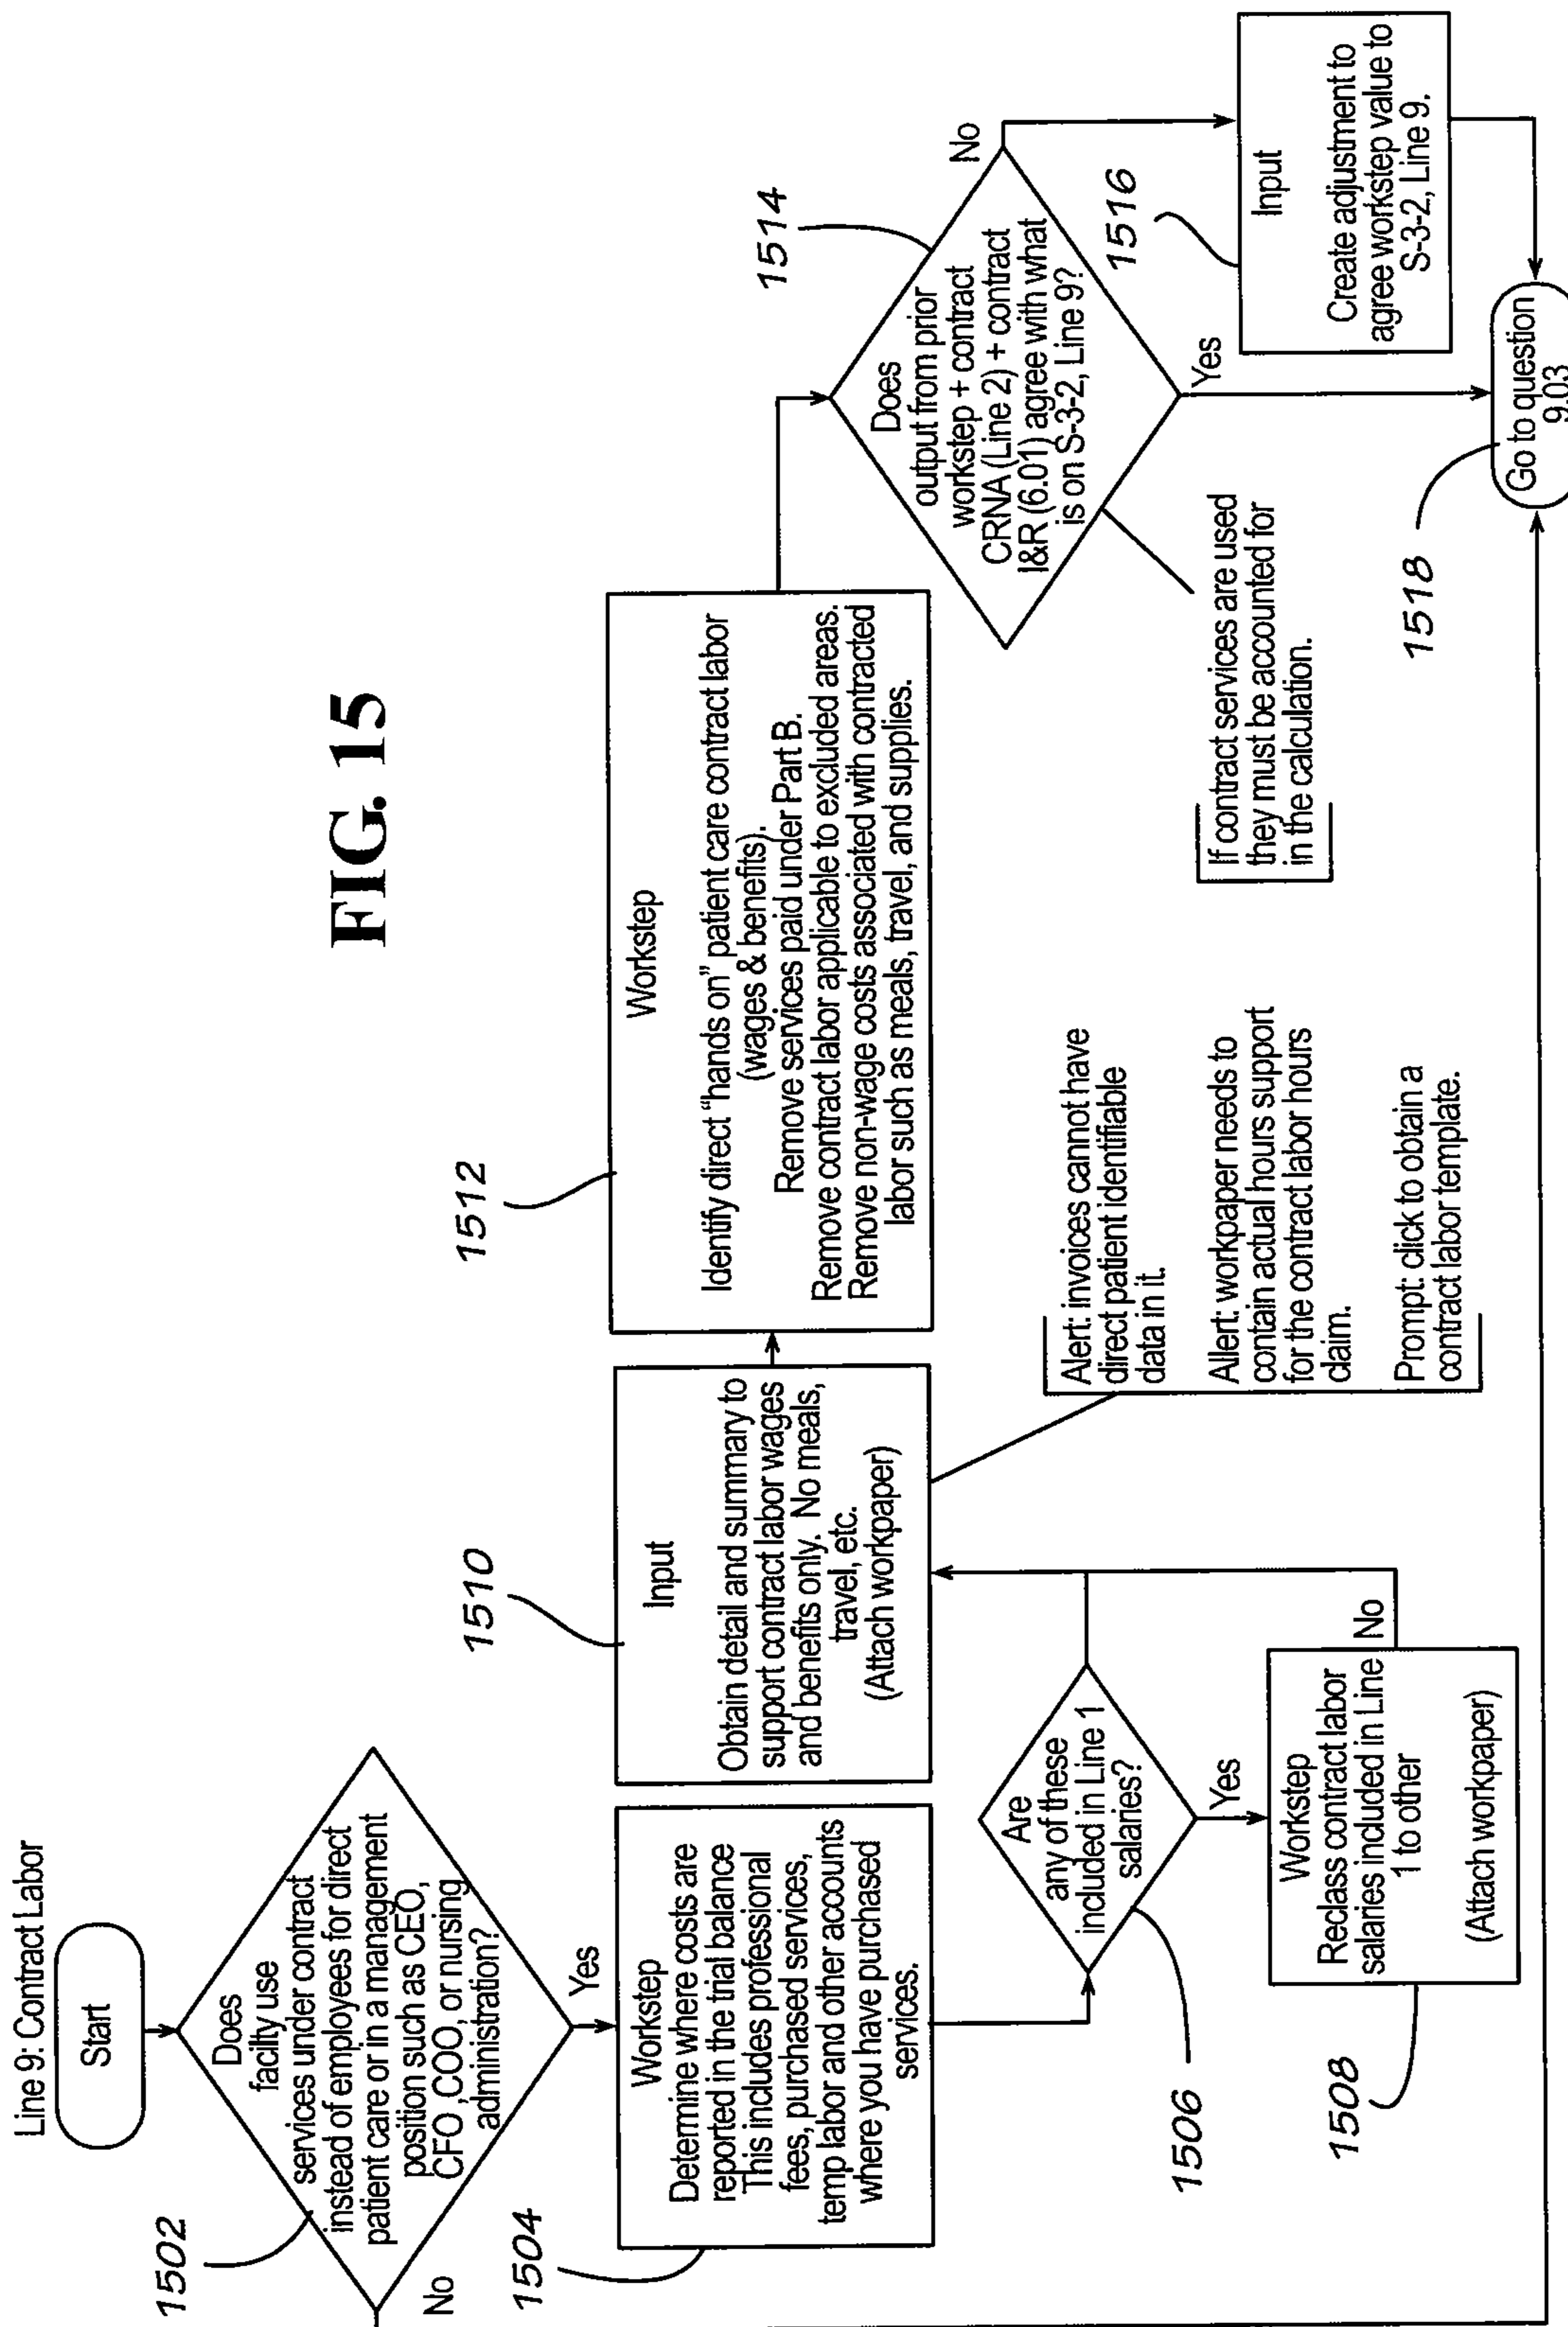 FIG. 15
Line 9: Contract Labor
Start
1502
Does
facilty use
services under contract
instead of employees for direct
patient care or in a management
position such as CEO,
CFO ,COO, or nursing
administration?
No
Yes
1504
Workstep
Determine where costs are
reported in the trial balance
This includes professional
fees, purchased services,
temp labor and other accounts
where you have purchased
services.
1506
Are
any of these
included in Line 1
salaries?
Yes
1508
Workstep
Reclass contract labor
salaries included in Line
1 to other
(Attach workpaper)
No
1510
Input
Obtain detail and summary to
support contract labor wages
and benefits only. No meals,
travel, etc.
(Attach workpaper)
Alert: invoices cannot have
direct patient identifiable
data in it.
Allert: workpaper needs to
contain actual hours support
for the contract labor hours
claim.
Prompt: click to obtain a
contract labor template.
1512
Workstep
Identify direct “hands on” patient care contract labor
(wages & benefits).
Remove services paid under Part B.
Remove contract labor applicable to excluded areas.
Remove non-wage costs associated with contracted
labor such as meals, travel, and supplies.
1514
Does
output from prior
workstep + contract
CRNA (Line 2) + contract
I&R (6.01) agree with what
is on S-3-2, Line 9?
If contract services are used
they must be accounted for
in the calculation.
No
Yes
1516
Input
Create adjustment to
agree workstep value to
S-3-2, Line 9.
1518
Go to question
9.03